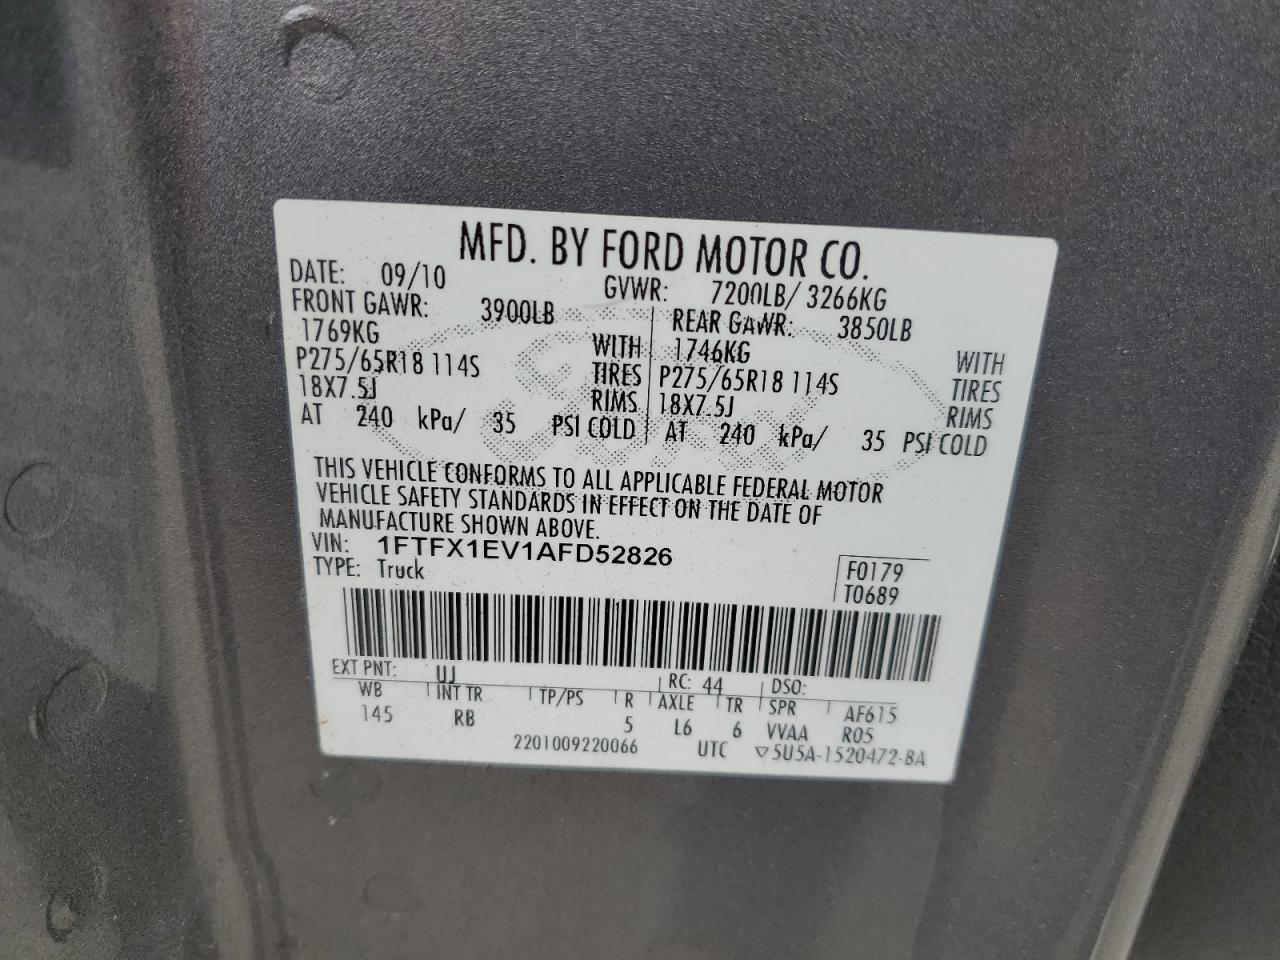 MFD. BY FORD MOTOR CO.
DATE: 09/10 GVWR: 7200LB/ 3266KG
FRONT GAWR: 3900LB REAR GAWR: 3850LB
1769KG WITH 1746KG WITH
P275/65R18 114S TIRES P275/65R18 114S TIRES
18X7.5J RIMS 18X7.5J RIMS
AT 240 kPa/ 35 PSI COLD AT 240 kPa/ 35 PSI COLD
THIS VEHICLE CONFORMS TO ALL APPLICABLE FEDERAL MOTOR
VEHICLE SAFETY STANDARDS IN EFFECT ON THE DATE OF
MANUFACTURE SHOWN ABOVE.
VIN: 1FTFX1EV1AFD52826
TYPE: Truck
F0179
T0689
EXT PNT: UJ RC: 44 DSO:
WB INT TR TP/PS R AXLE TR SPR AF615
145 RB 5 L6 6 VVAA R05
2201009220066 UTC ▽5U5A-1520472-BA
Ford